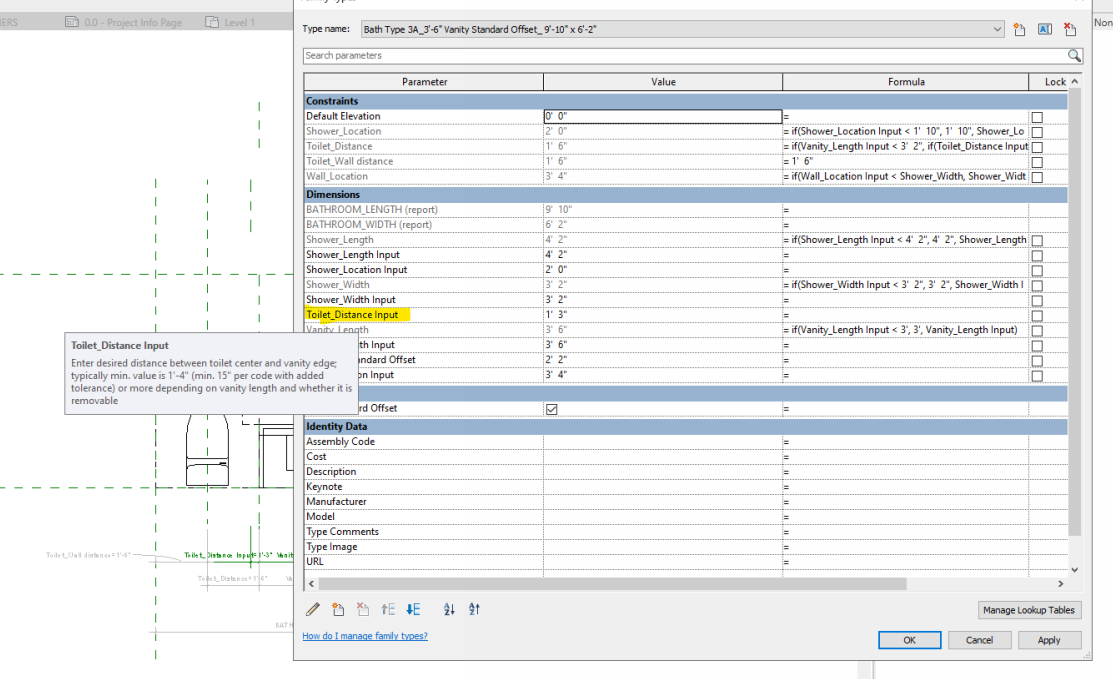 ERS
0.0 - Project Info Page
Level 1
Non
Type name:
Bath Type 3A_3'-6" Vanity Standard Offset_ 9'-10" x 6'-2"
Search parameters
Parameter Value Formula Lock
Constraints
Default Elevation 0' 0" =
Shower_Location 2' 0" = if(Shower_Location Input < 1' 10", 1' 10", Shower_Lo
Toilet_Distance 1' 6" = if(Vanity_Length Input < 3' 2", if(Toilet_Distance Input
Toilet_Wall distance 1' 6" = 1' 6"
Wall_Location 3' 4" = if(Wall_Location Input < Shower_Width, Shower_Widt
Dimensions
BATHROOM_LENGTH (report) 9' 10" =
BATHROOM_WIDTH (report) 6' 2" =
Shower_Length 4' 2" = if(Shower_Length Input < 4' 2", 4' 2", Shower_Length
Shower_Length Input 4' 2" =
Shower_Location Input 2' 0" =
Shower_Width 3' 2" = if(Shower_Width Input < 3' 2", 3' 2", Shower_Width I
Shower_Width Input 3' 2" =
Toilet_Distance Input 1' 3" =
Vanity_Length 3' 6" = if(Vanity_Length Input < 3', 3', Vanity_Length Input)
th Input 3' 6" =
andard Offset 2' 2" =
on Input 3' 4" =
rd Offset =
Identity Data
Assembly Code =
Cost =
Description =
Keynote =
Manufacturer =
Model =
Type Comments =
Type Image =
URL =
Toilet_Distance Input
Enter desired distance between toilet center and vanity edge;
typically min. value is 1'-4" (min. 15" per code with added
tolerance) or more depending on vanity length and whether it is
removable
Toilet_Wall distance=1'-6"
Toilet_Distance Input=1'-3"
Toilet_Distance=1'-6"
BATH
Manage Lookup Tables
How do I manage family types?
OK Cancel Apply